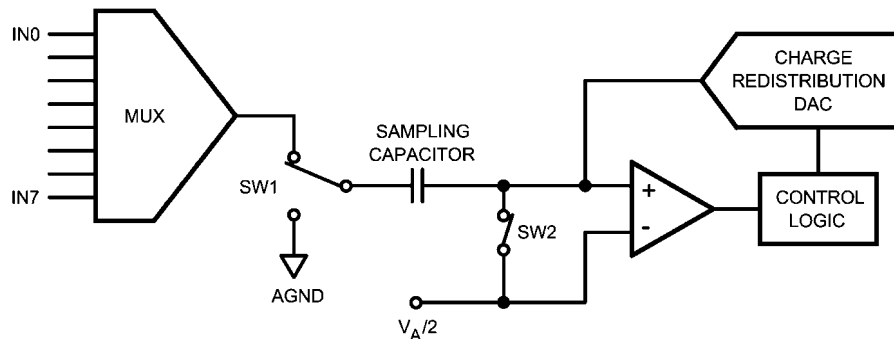 IN0
MUX
IN7
SW1
AGND
SAMPLING
CAPACITOR
SW2
V_A/2
+
-
CHARGE
REDISTRIBUTION
DAC
CONTROL
LOGIC